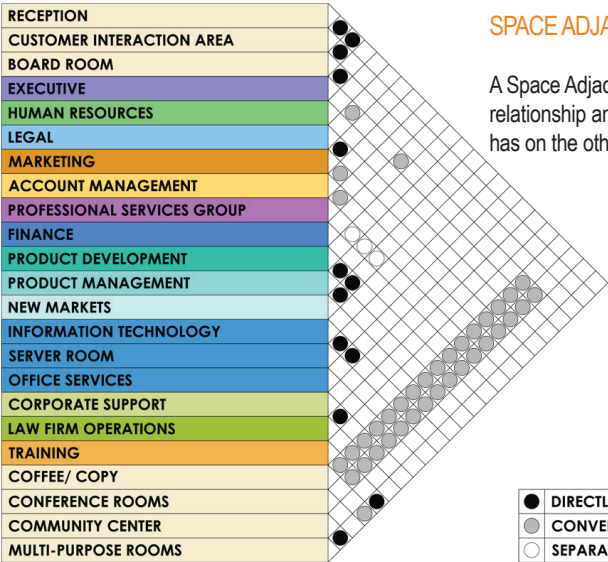 RECEPTION
CUSTOMER INTERACTION AREA
BOARD ROOM
EXECUTIVE
HUMAN RESOURCES
LEGAL
MARKETING
ACCOUNT MANAGEMENT
PROFESSIONAL SERVICES GROUP
FINANCE
PRODUCT DEVELOPMENT
PRODUCT MANAGEMENT
NEW MARKETS
INFORMATION TECHNOLOGY
SERVER ROOM
OFFICE SERVICES
CORPORATE SUPPORT
LAW FIRM OPERATIONS
TRAINING
COFFEE/ COPY
CONFERENCE ROOMS
COMMUNITY CENTER
MULTI-PURPOSE ROOMS
SPACE ADJA
A Space Adjac
relationship an
has on the oth
DIRECTL
CONVE
SEPARA